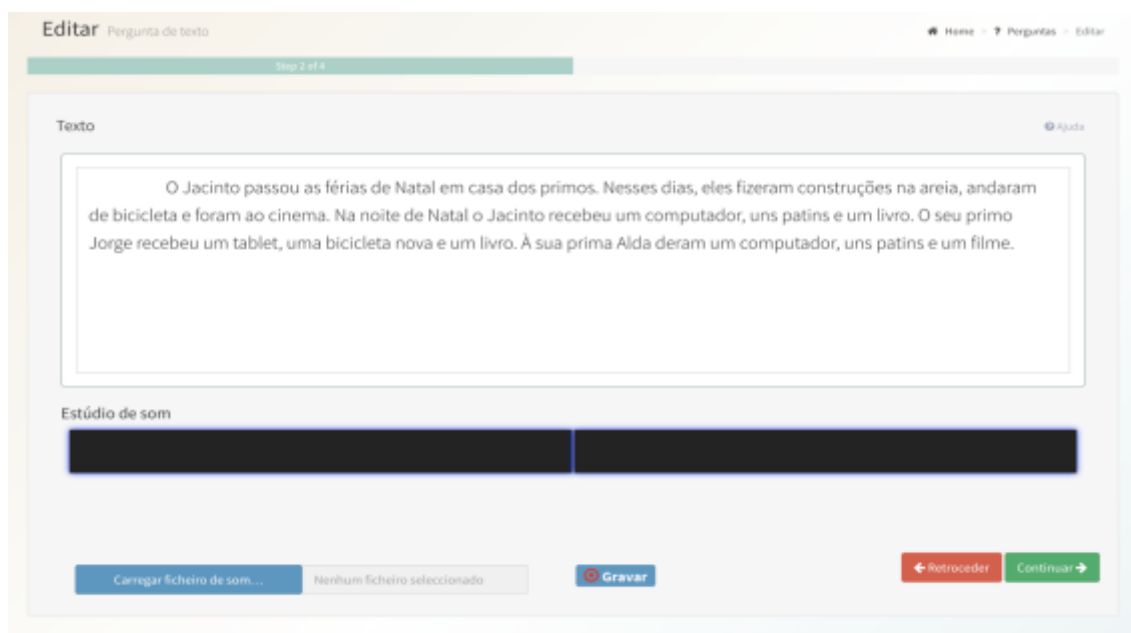 Editar Pergunta de texto
Home > ? Perguntas > Editar
Step 2 of 4
Texto
Ajuda
O Jacinto passou as férias de Natal em casa dos primos. Nesses dias, eles fizeram construções na areia, andaram
de bicicleta e foram ao cinema. Na noite de Natal o Jacinto recebeu um computador, uns patins e um livro. O seu primo
Jorge recebeu um tablet, uma bicicleta nova e um livro. À sua prima Alda deram um computador, uns patins e um filme.
Estúdio de som
Carregar ficheiro de som...
Nenhum ficheiro seleccionado
Gravar
Retroceder
Continuar